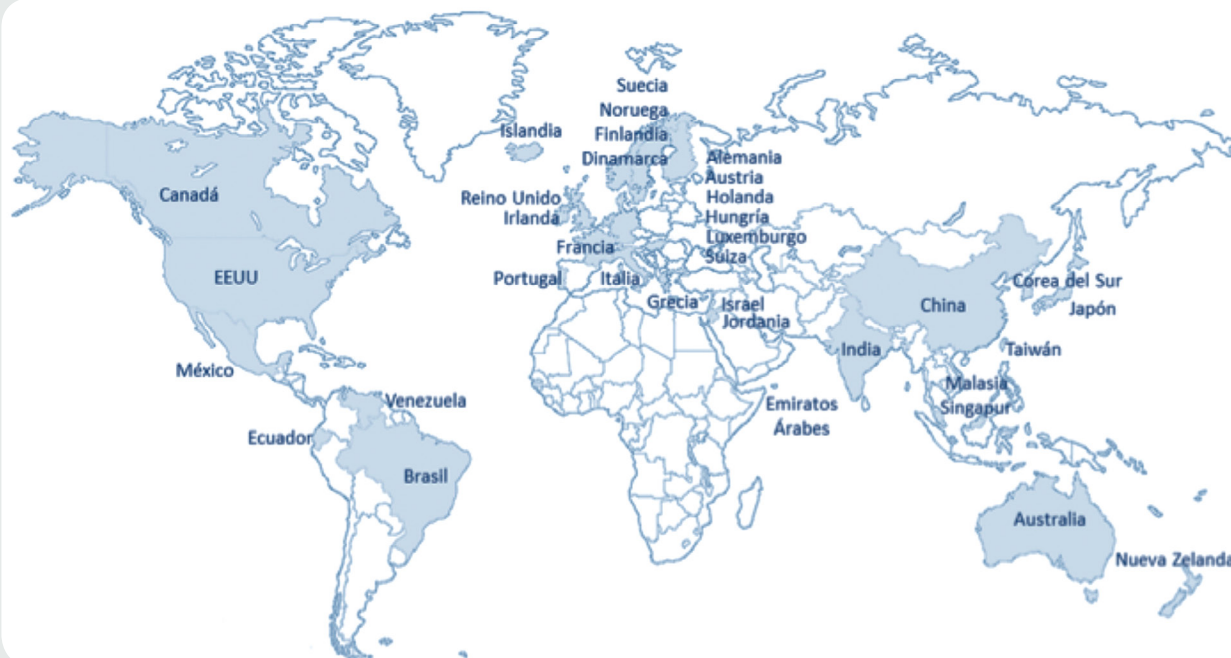 Suecia
Noruega
Islandia
Finlandia
Dinamarca
Alemania
Austria
Holanda
Hungría
Luxemburgo
Suiza
Canadá
Reino Unido
Irlanda
Francia
EEUU
Portugal
Italia
Grecia
Israel
Jordania
China
Corea del Sur
Japón
India
Taiwán
México
Malasia
Singapur
Venezuela
Emiratos
Árabes
Ecuador
Brasil
Australia
Nueva Zelanda